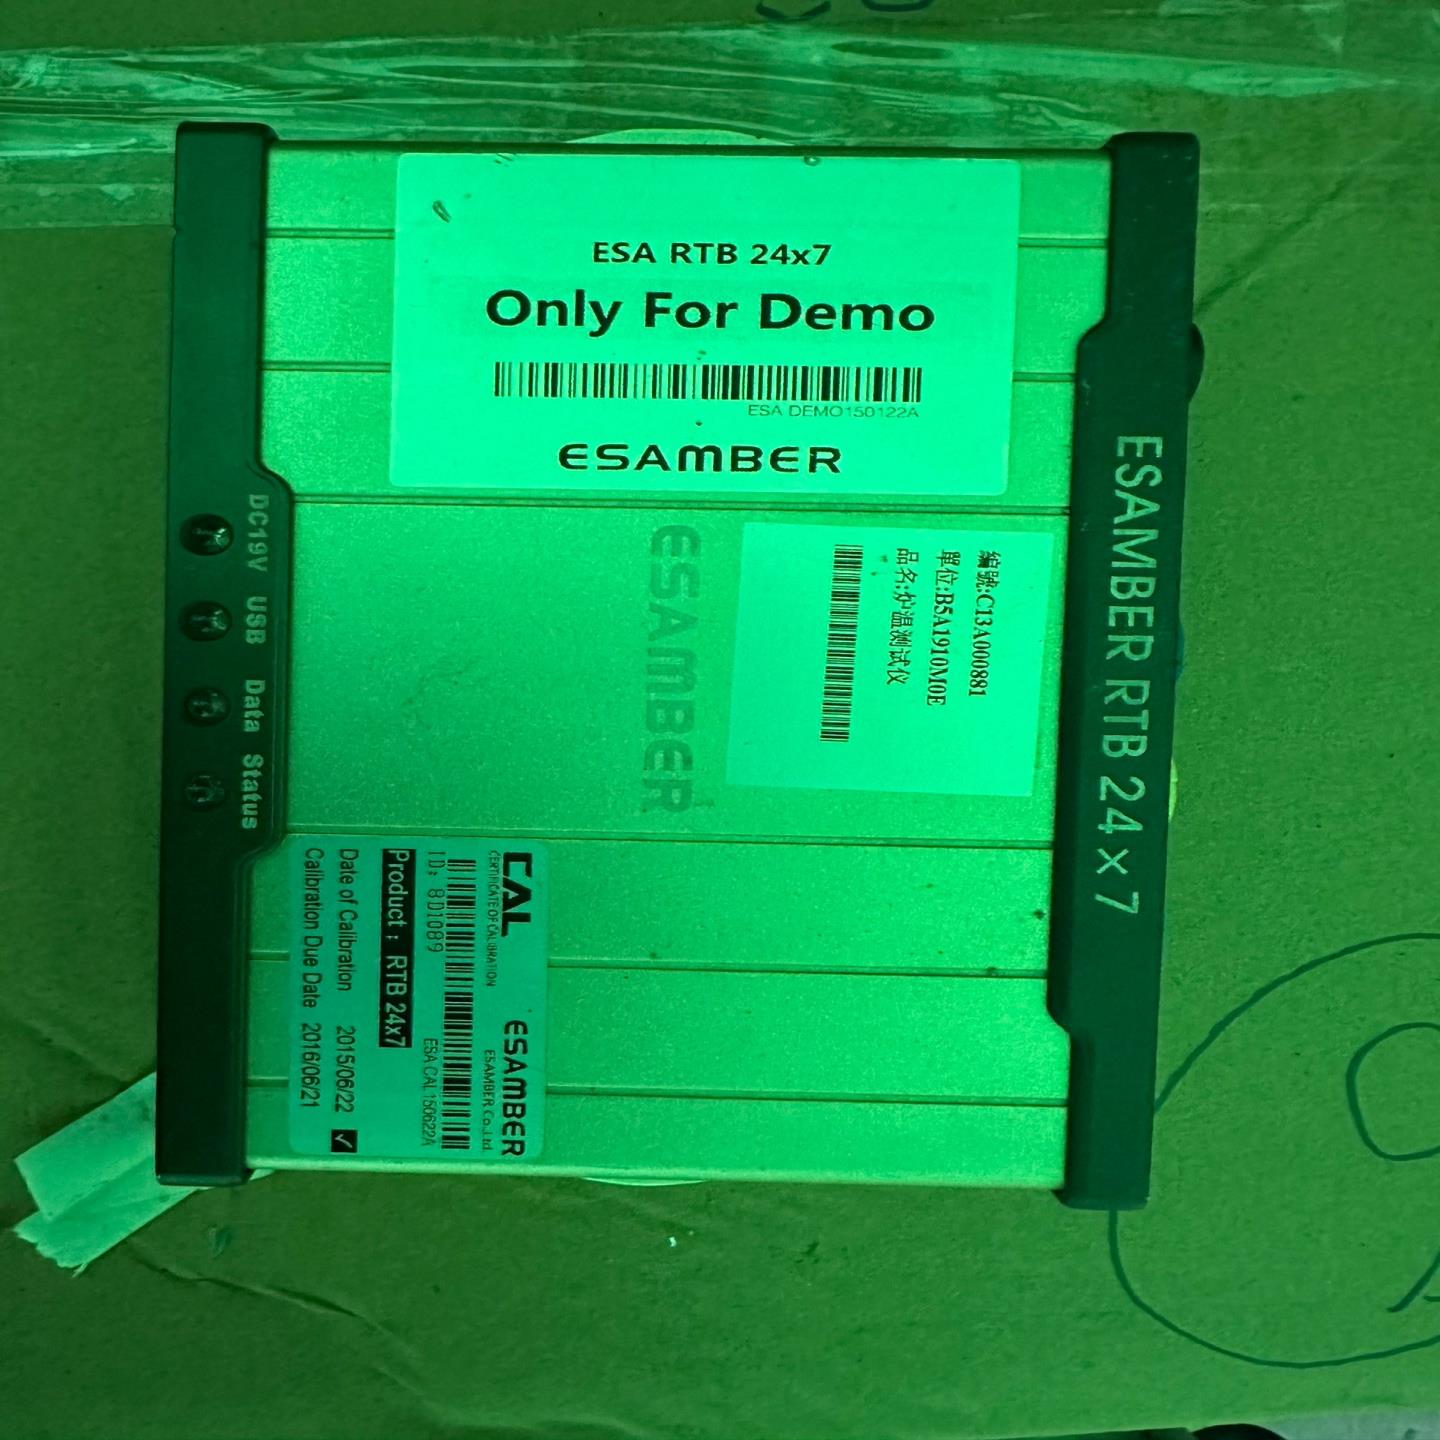 ESA RTB 24x7
Only For Demo
ESA DEMO150122A
ESAMBER
ESAMBER
編號:C13A000881
單位:B5A1910M0E
品名:炉温测试仪
ESAMBER RTB 24 x 7
DC19V USB Data Status
CAL ESAMBER
CERTIFICATE OF CALIBRATION ESAMBER Co.,Ltd.
ID: 8D1089 ESA CAL 150622A
Product : RTB 24x7
Date of Calibration 2015/06/22
Calibration Due Date 2016/06/21